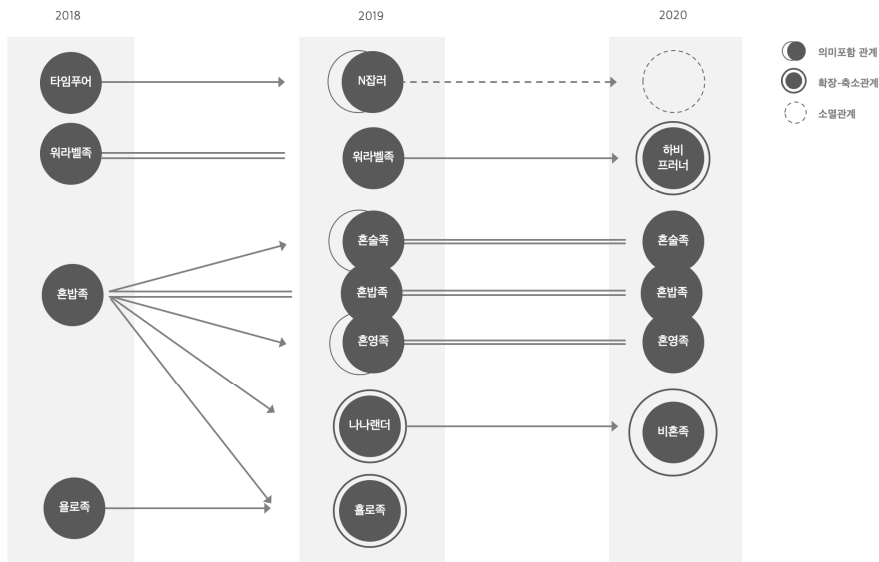 2018
2019
2020
타임푸어
N잡러
의미포함 관계
확장-축소관계
소멸관계
워라벨족
워라벨족
하비
프러너
혼술족
혼술족
혼밥족
혼밥족
혼밥족
혼영족
혼영족
나나랜더
비혼족
욜로족
횰로족